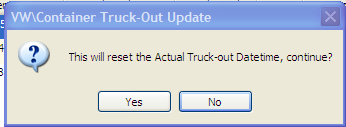 VW\Container Truck-Out Update
This will reset the Actual Truck-out Datetime, continue?
Yes
No